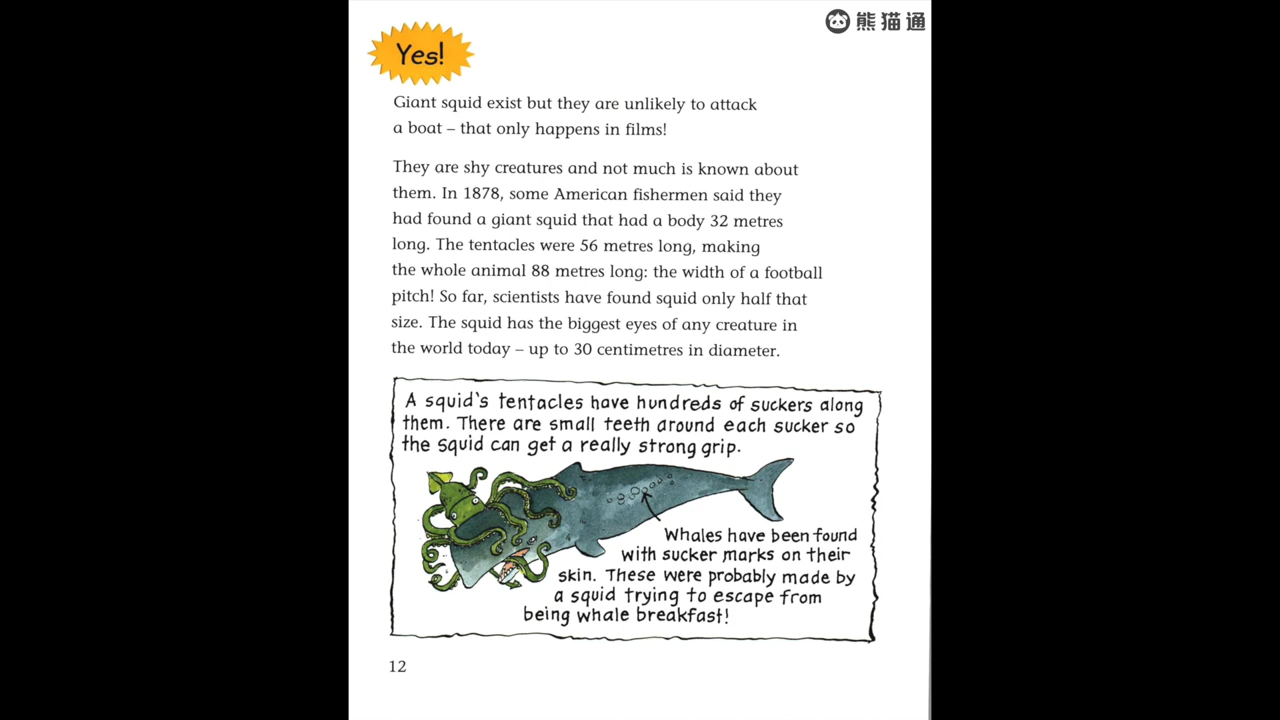 熊猫通
Yes!
Giant squid exist but they are unlikely to attack
a boat – that only happens in films!
They are shy creatures and not much is known about
them. In 1878, some American fishermen said they
had found a giant squid that had a body 32 metres
long. The tentacles were 56 metres long, making
the whole animal 88 metres long: the width of a football
pitch! So far, scientists have found squid only half that
size. The squid has the biggest eyes of any creature in
the world today – up to 30 centimetres in diameter.
A squid's tentacles have hundreds of suckers along
them. There are small teeth around each sucker so
the squid can get a really strong grip.
Whales have been found
with sucker marks on their
skin. These were probably made by
a squid trying to escape from
being whale breakfast!
12